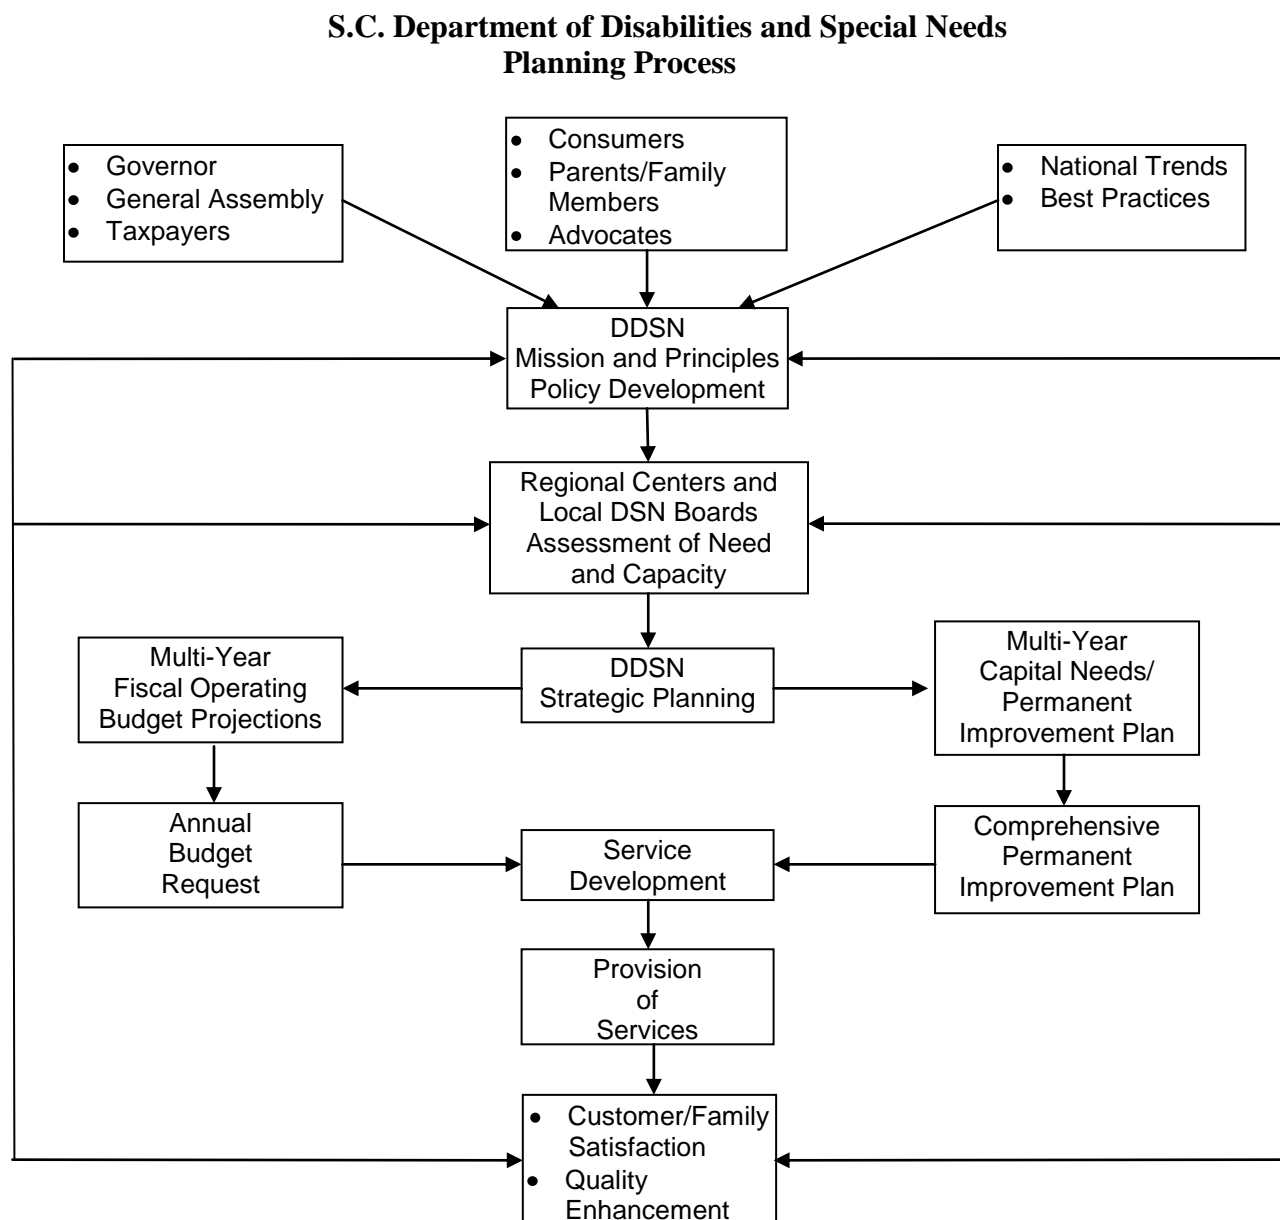 S.C. Department of Disabilities and Special Needs
Planning Process
• Governor
• General Assembly
• Taxpayers
• Consumers
• Parents/Family
Members
• Advocates
• National Trends
• Best Practices
DDSN
Mission and Principles
Policy Development
Regional Centers and
Local DSN Boards
Assessment of Need
and Capacity
Multi-Year
Fiscal Operating
Budget Projections
DDSN
Strategic Planning
Multi-Year
Capital Needs/
Permanent
Improvement Plan
Annual
Budget
Request
Service
Development
Comprehensive
Permanent
Improvement Plan
Provision
of
Services
• Customer/Family
Satisfaction
• Quality
Enhancement